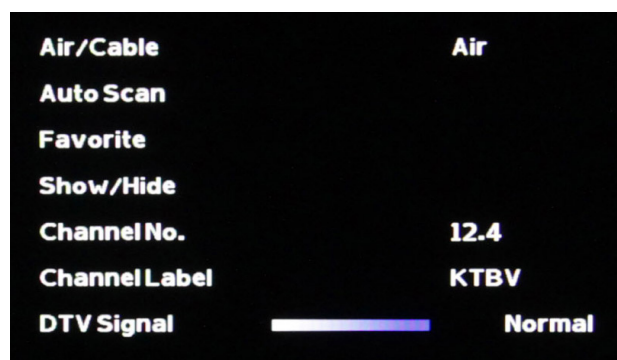 Air/Cable Air
Auto Scan
Favorite
Show/Hide
Channel No. 12.4
Channel Label KTBV
DTV Signal Normal